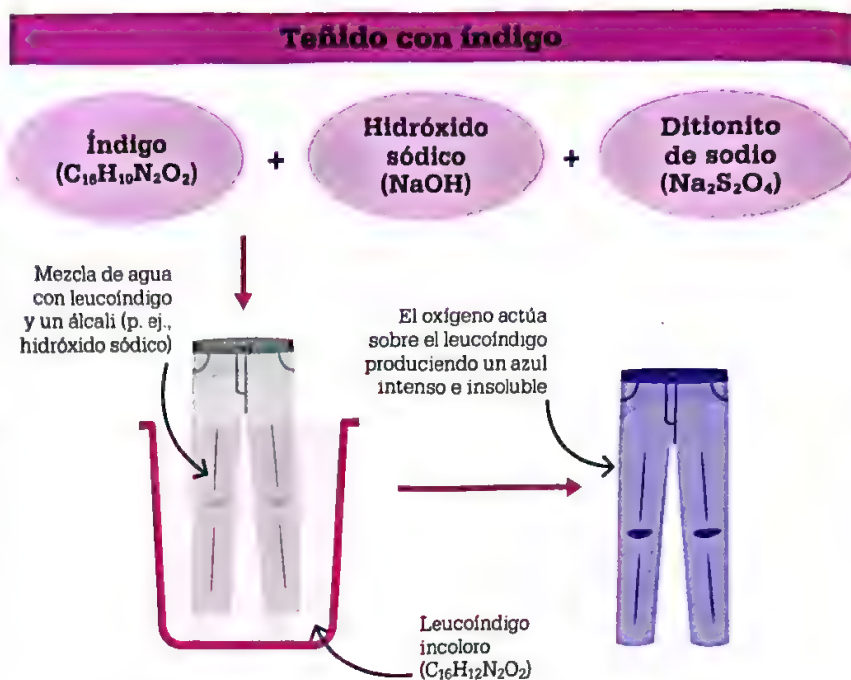 Teñido con índigo
Índigo
(C₁₆H₁₀N₂O₂)
+
Hidróxido
sódico
(NaOH)
+
Ditionito
de sodio
(Na₂S₂O₄)
Mezcla de agua
con leucoíndigo
y un álcali (p. ej.,
hidróxido sódico)
El oxígeno actúa
sobre el leucoíndigo
produciendo un azul
intenso e insoluble
Leucoíndigo
incoloro
(C₁₆H₁₂N₂O₂)